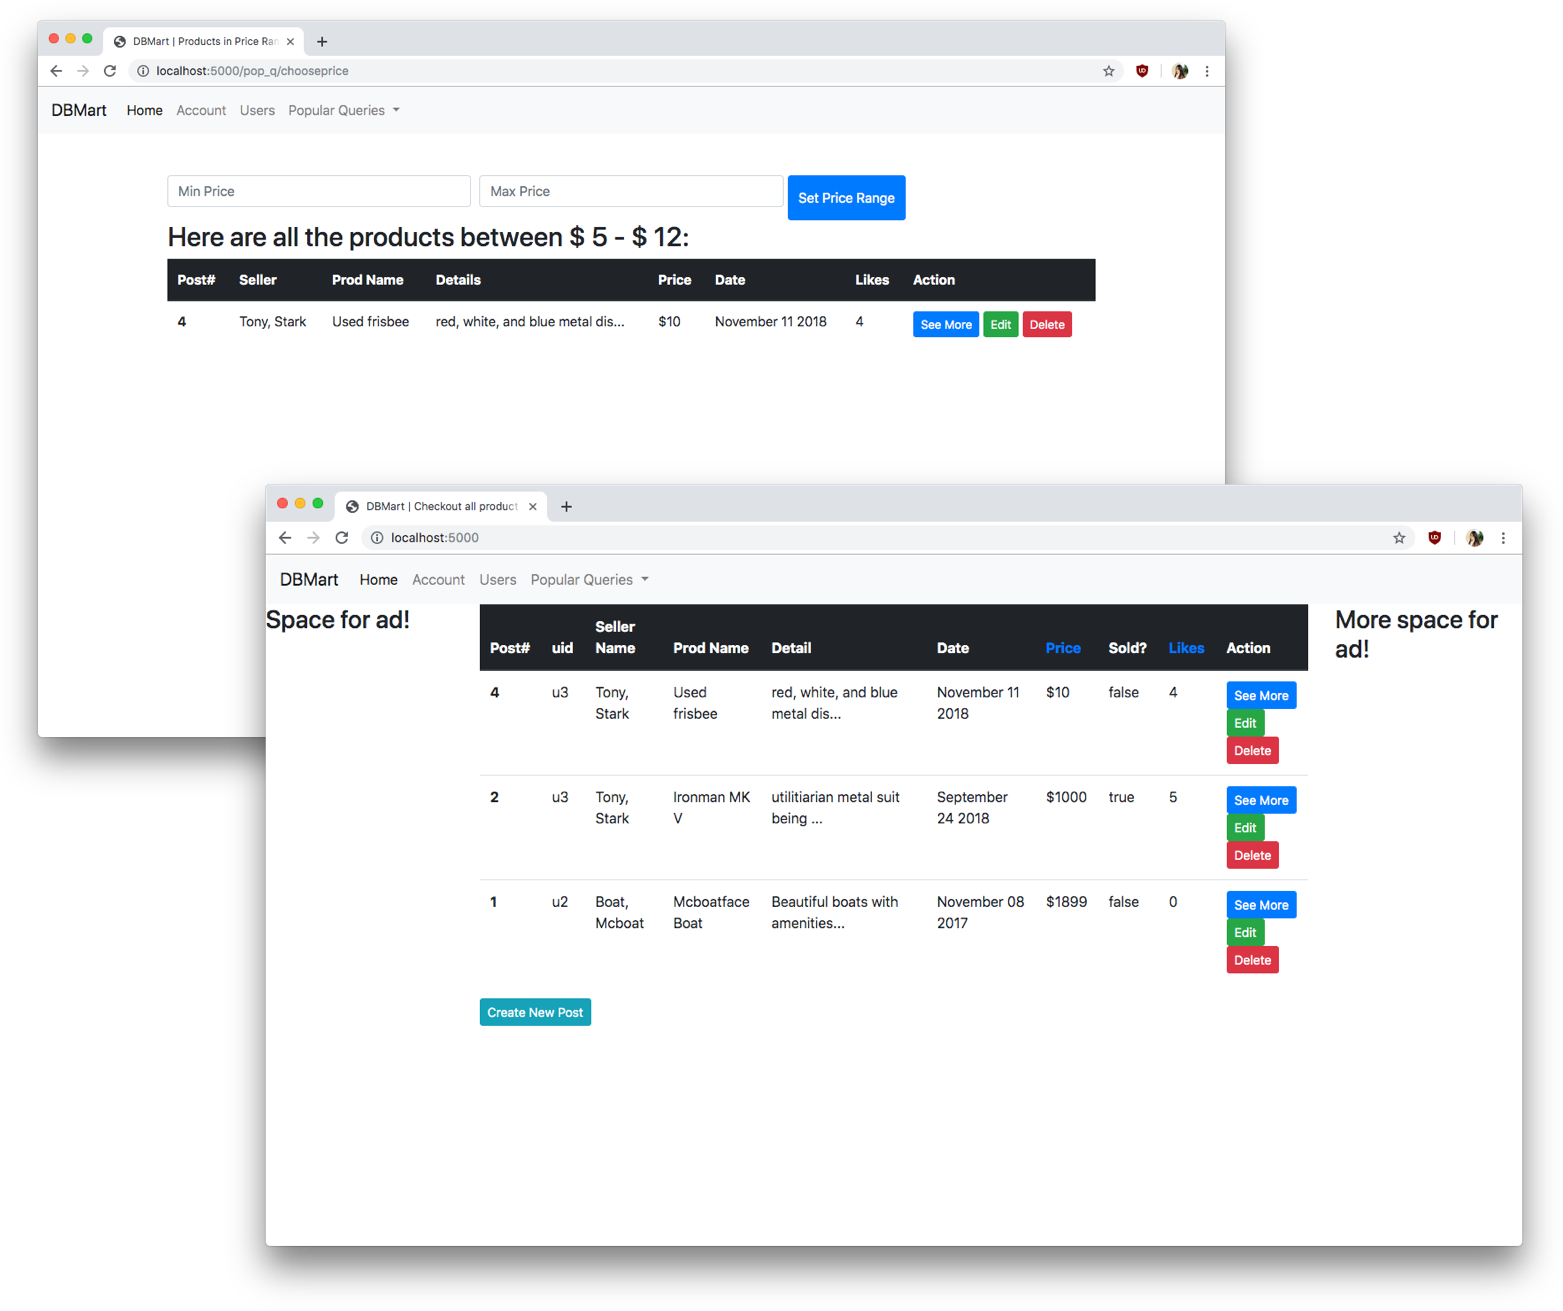 DBMart | Products in Price Ran
localhost:5000/pop_q/chooseprice
DBMart Home Account Users Popular Queries
Min Price Max Price Set Price Range
Here are all the products between $ 5 - $ 12:
Post# Seller Prod Name Details Price Date Likes Action
4 Tony, Stark Used frisbee red, white, and blue metal dis... $10 November 11 2018 4 See More Edit Delete
DBMart | Checkout all product
localhost:5000
DBMart Home Account Users Popular Queries
Space for ad!
Seller
Post# uid Name Prod Name Detail Date Price Sold? Likes Action
4 u3 Tony, Used red, white, and blue November 11 $10 false 4 See More
Stark frisbee metal dis... 2018
Edit
Delete
2 u3 Tony, Ironman MK utilitiarian metal suit September $1000 true 5 See More
Stark V being ... 24 2018
Edit
Delete
1 u2 Boat, Mcboatface Beautiful boats with November 08 $1899 false 0 See More
Mcboat Boat amenities... 2017
Edit
Delete
Create New Post
More space for
ad!